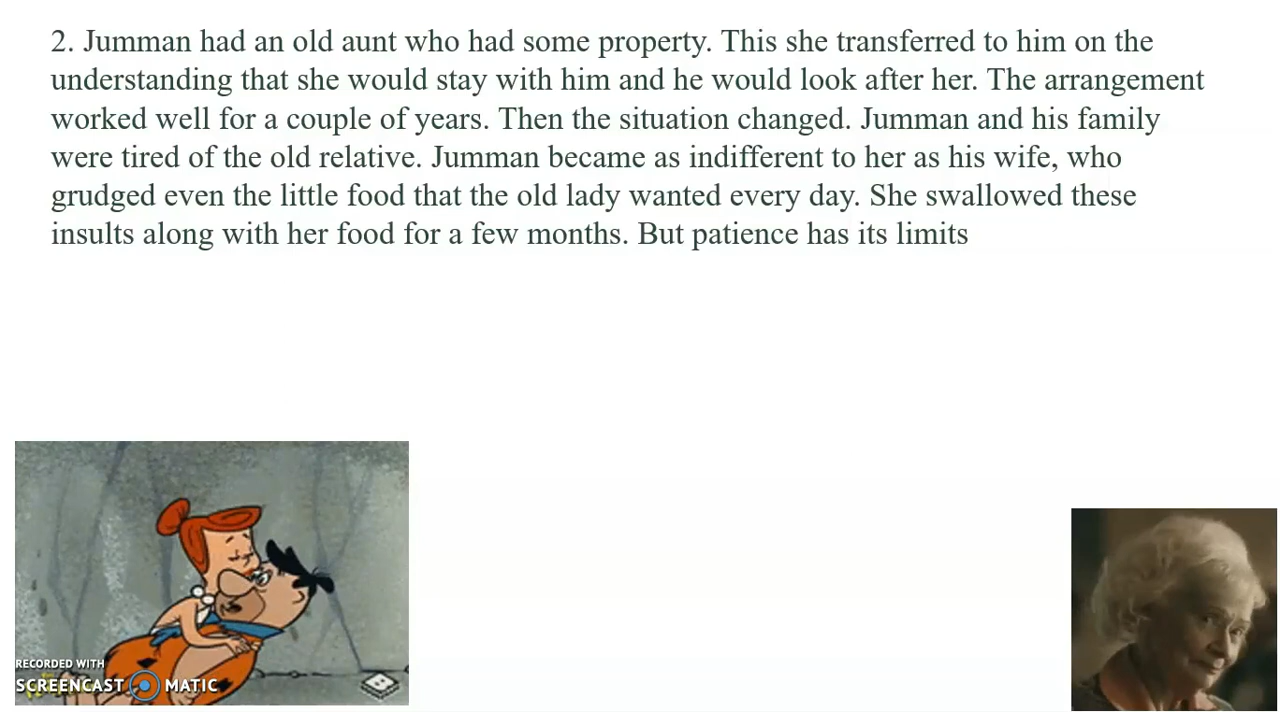 2. Jumman had an old aunt who had some property. This she transferred to him on the
understanding that she would stay with him and he would look after her. The arrangement
worked well for a couple of years. Then the situation changed. Jumman and his family
were tired of the old relative. Jumman became as indifferent to her as his wife, who
grudged even the little food that the old lady wanted every day. She swallowed these
insults along with her food for a few months. But patience has its limits
RECORDED WITH
SCREENCAST MATIC